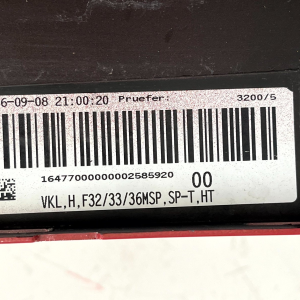 6-09-08 21:00:20 Pruefer: 3200/5
16477000000002585920 00
VKL,H,F32/33/36MSP,SP-T,HT